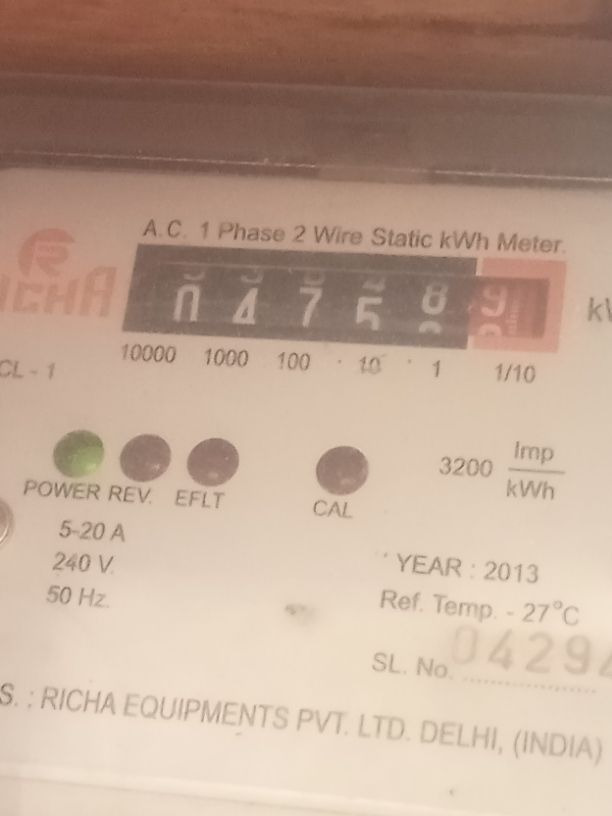 A.C. 1 Phase 2 Wire Static kWh Meter.
RICHA
0 4 7 5 8 9
10000 1000 100 10 1 1/10
CL - 1
3200 Imp/kWh
POWER REV. EFLT CAL
5-20 A
240 V.
50 Hz.
YEAR : 2013
Ref. Temp. - 27°C
SL. No. 04294
S. : RICHA EQUIPMENTS PVT. LTD. DELHI, (INDIA)